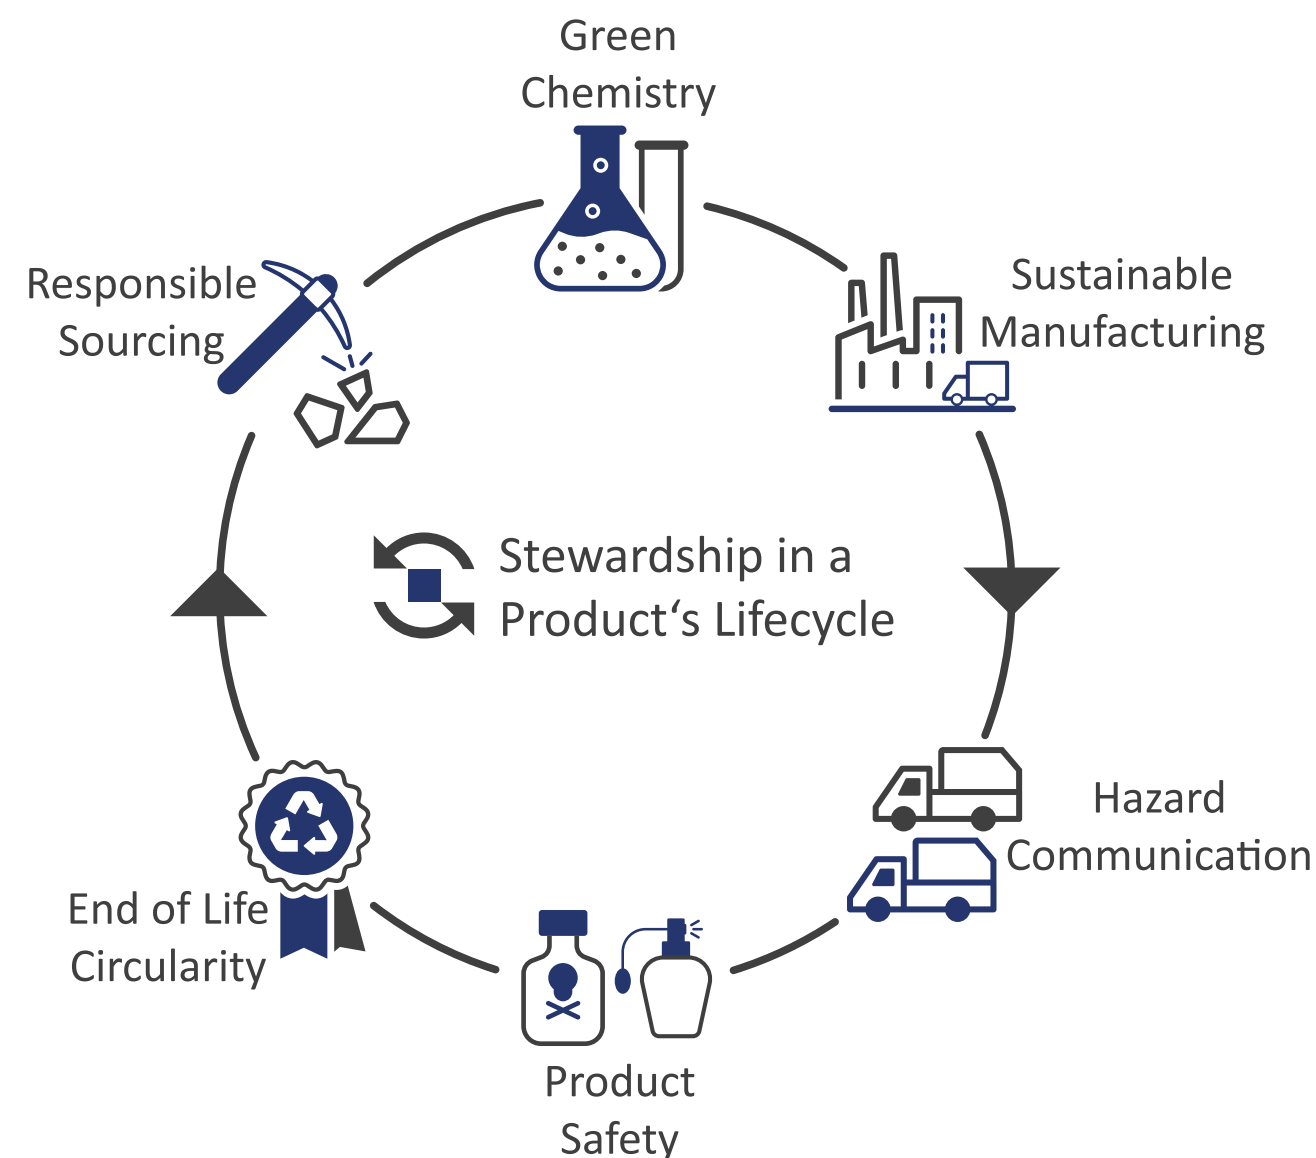 Green
Chemistry
Responsible
Sourcing
Sustainable
Manufacturing
Stewardship in a
Product‘s Lifecycle
Hazard
Communication
End of Life
Circularity
Product
Safety